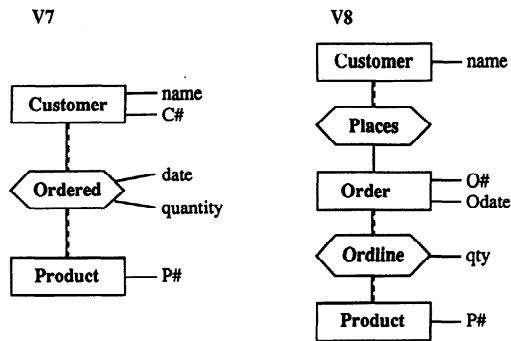 V7
Customer
name
C#
Ordered
date
quantity
Product
P#
V8
Customer
name
Places
Order
O#
Odate
Ordline
qty
Product
P#